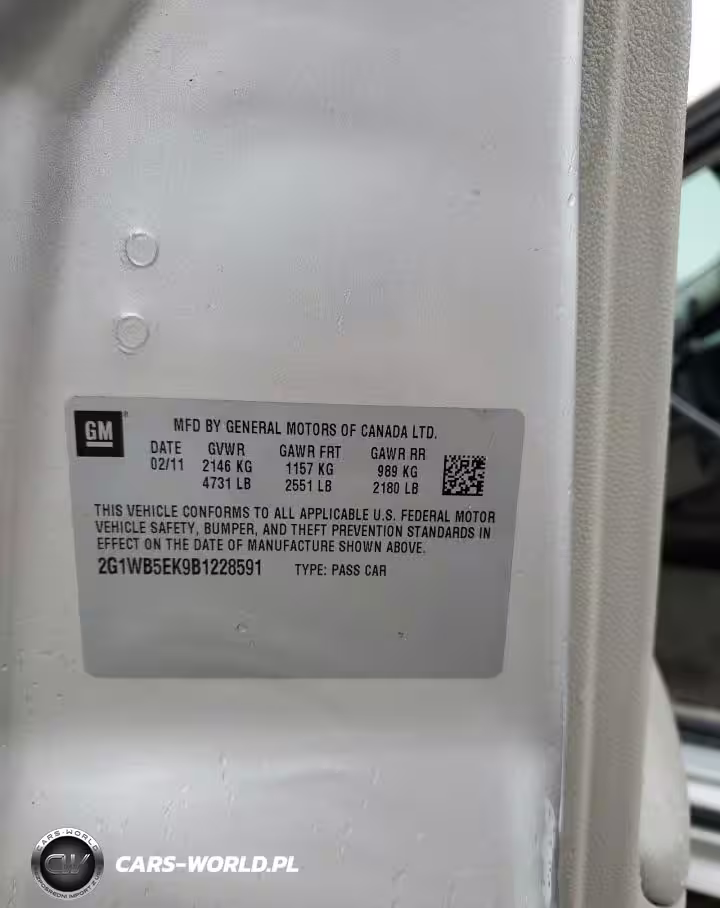 GM
MFD BY GENERAL MOTORS OF CANADA LTD.
DATE GVWR GAWR FRT GAWR RR
02/11 2146 KG 1157 KG 989 KG
4731 LB 2551 LB 2180 LB
THIS VEHICLE CONFORMS TO ALL APPLICABLE U.S. FEDERAL MOTOR
VEHICLE SAFETY, BUMPER, AND THEFT PREVENTION STANDARDS IN
EFFECT ON THE DATE OF MANUFACTURE SHOWN ABOVE.
2G1WB5EK9B1228591 TYPE: PASS CAR
CARS-WORLD
CW
CARS-WORLD.PL